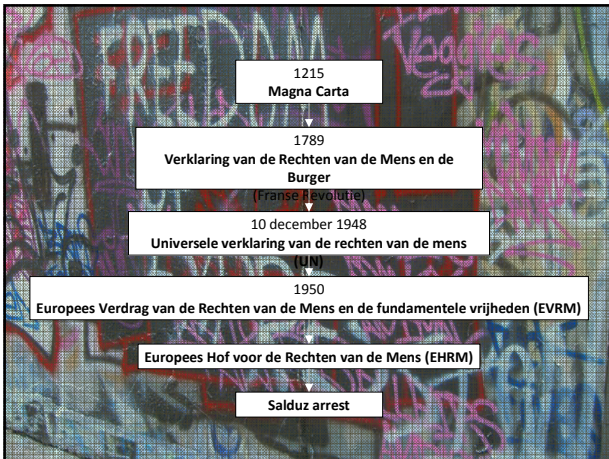 FREEDOM
1215
Magna Carta
1789
Verklaring van de Rechten van de Mens en de
Burger
(Franse Revolutie)
10 december 1948
Universele verklaring van de rechten van de mens
(UN)
1950
Europees Verdrag van de Rechten van de Mens en de fundamentele vrijheden (EVRM)
Europees Hof voor de Rechten van de Mens (EHRM)
Salduz arrest